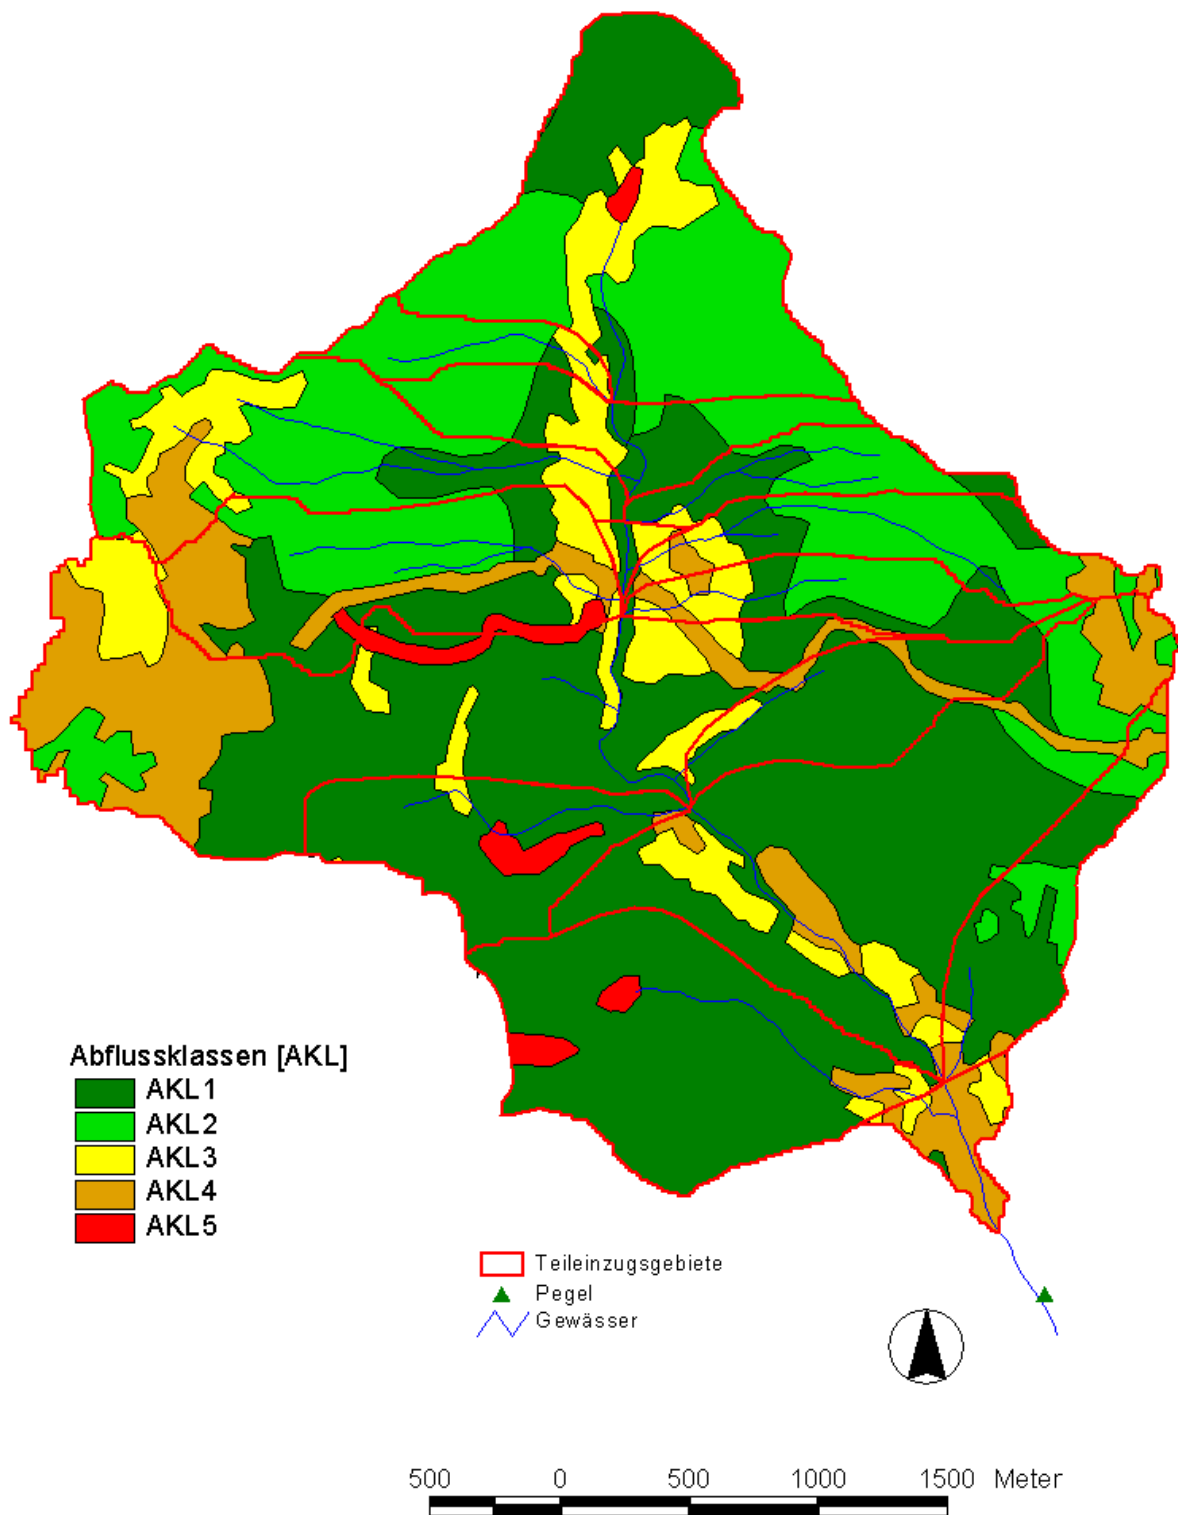 Abflussklassen [AKL]
AKL1
AKL2
AKL3
AKL4
AKL5
Teileinzugsgebiete
Pegel
Gewässer
500 0 500 1000 1500 Meter